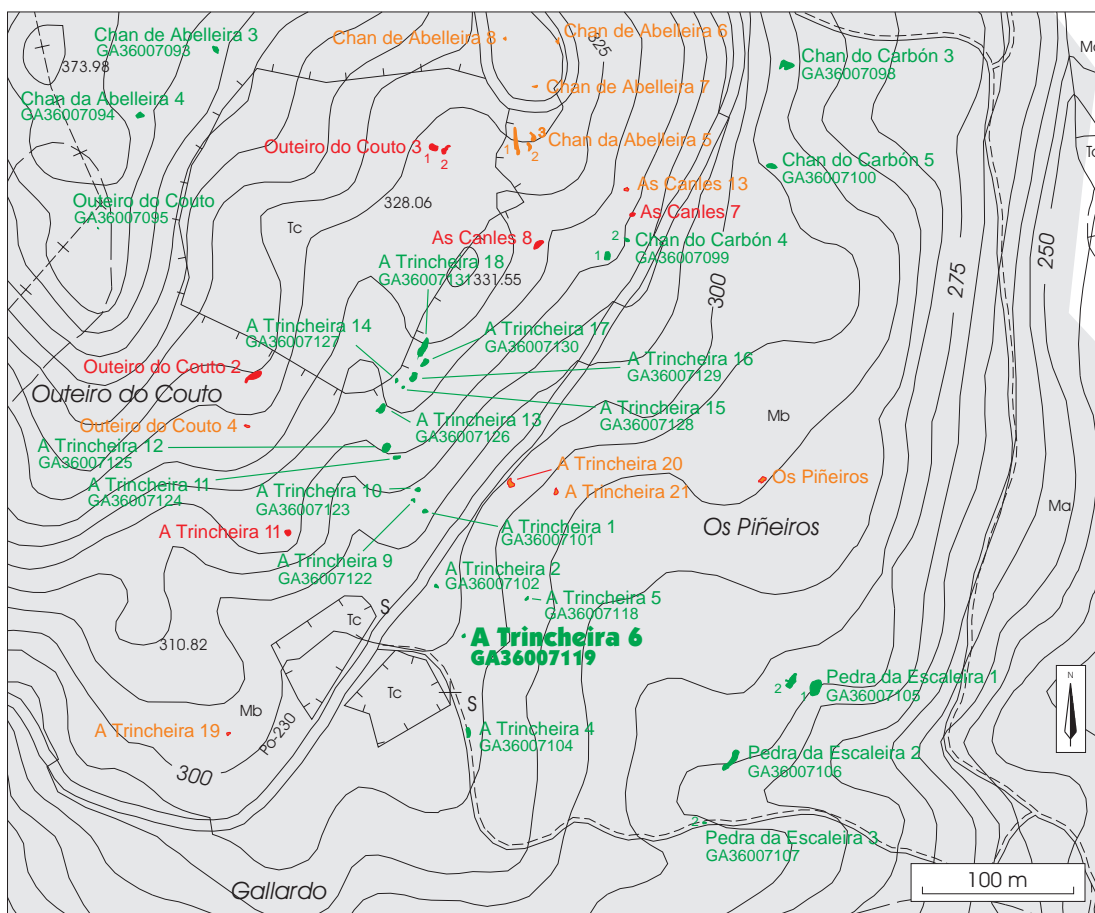 Chan de Abelleira 3
GA36007093
373.98
Chan da Abelleira 4
GA36007094
Outeiro do Couto
GA36007095
Chan de Abelleira 8
Chan de Abelleira 6
325
Chan de Abelleira 7
3
Chan da Abelleira 5
1
2
Outeiro do Couto 3
1
2
Chan do Carbón 3
GA36007098
Chan do Carbón 5
GA36007100
As Canles 13
As Canles 7
2
Chan do Carbón 4
GA36007099
1
As Canles 8
328.06
Tc
331.55
A Trincheira 18
GA36007131
A Trincheira 14
GA36007127
A Trincheira 17
GA36007130
A Trincheira 16
GA36007129
A Trincheira 15
GA36007128
Outeiro do Couto 2
Outeiro do Couto
Outeiro do Couto 4
A Trincheira 13
GA36007126
A Trincheira 12
GA36007125
A Trincheira 11
GA36007124
A Trincheira 10
GA36007123
A Trincheira 20
A Trincheira 21
Os Piñeiros
Os Piñeiros
A Trincheira 1
GA36007101
A Trincheira 11
A Trincheira 9
GA36007122
A Trincheira 2
GA36007102
A Trincheira 5
GA36007118
A Trincheira 6
GA36007119
310.82
Tc
S
Tc
S
Mb
A Trincheira 19
Po-230
300
A Trincheira 4
GA36007104
Pedra da Escaleira 1
GA36007105
2
1
Pedra da Escaleira 2
GA36007106
2
Pedra da Escaleira 3
GA36007107
Gallardo
300
275
250
Mb
Ma
N
100 m